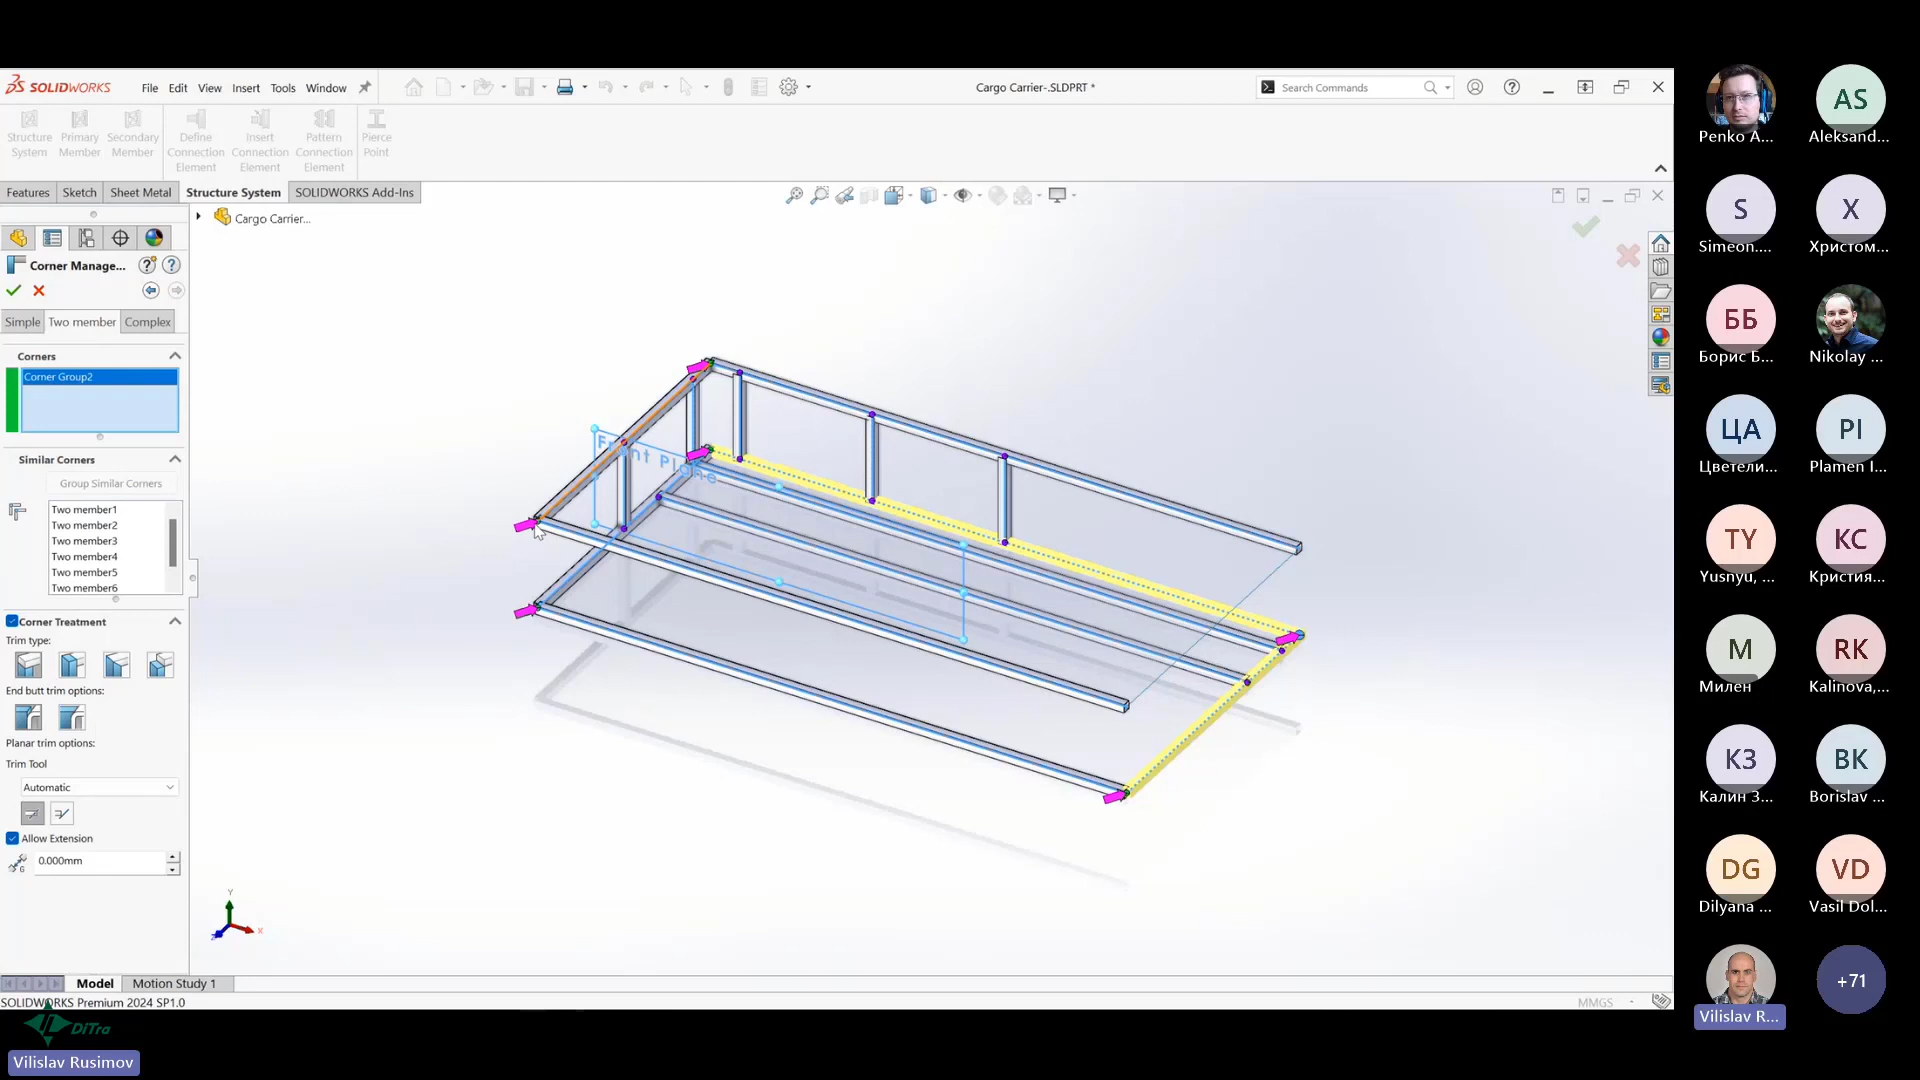 SOLIDWORKS
File Edit View Insert Tools Window
Cargo Carrier-.SLDPRT *
Search Commands
Structure System
Primary Member
Secondary Member
Define Connection Element
Insert Connection Element
Pattern Connection Element
Pierce Point
Features Sketch Sheet Metal Structure System SOLIDWORKS Add-Ins
Cargo Carrier...
Corner Manage...
Simple Two member Complex
Corners
Corner Group2
Similar Corners
Group Similar Corners
Two member1
Two member2
Two member3
Two member4
Two member5
Two member6
Corner Treatment
Trim type:
End butt trim options:
Planar trim options:
Trim Tool
Automatic
Allow Extension
0.000mm
Front Plane
Y
X
Z
Model Motion Study 1
SOLIDWORKS Premium 2024 SP1.0
MMGS
DiTra
Vilislav Rusimov
Penko A...
AS
Aleksand...
S
Simeon....
X
Христом...
ББ
Борис Б...
Nikolay ...
ЦА
Цветели...
PI
Plamen I...
TY
Yusnyu, ...
КС
Кристия...
М
Милен
RK
Kalinova,...
КЗ
Калин З...
BK
Borislav ...
DG
Dilyana ...
VD
Vasil Dol...
Vilislav R...
+71